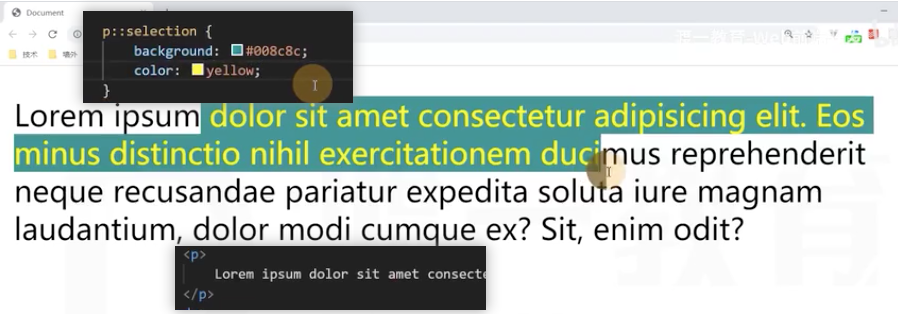 Document
p::selection {
background: #008c8c;
color: yellow;
}
技术
墙外
Lorem ipsum dolor sit amet consectetur adipisicing elit. Eos
minus distinctio nihil exercitationem ducimus reprehenderit
neque recusandae pariatur expedita soluta iure magnam
laudantium, dolor modi cumque ex? Sit, enim odit?
<p>
Lorem ipsum dolor sit amet consecte
</p>